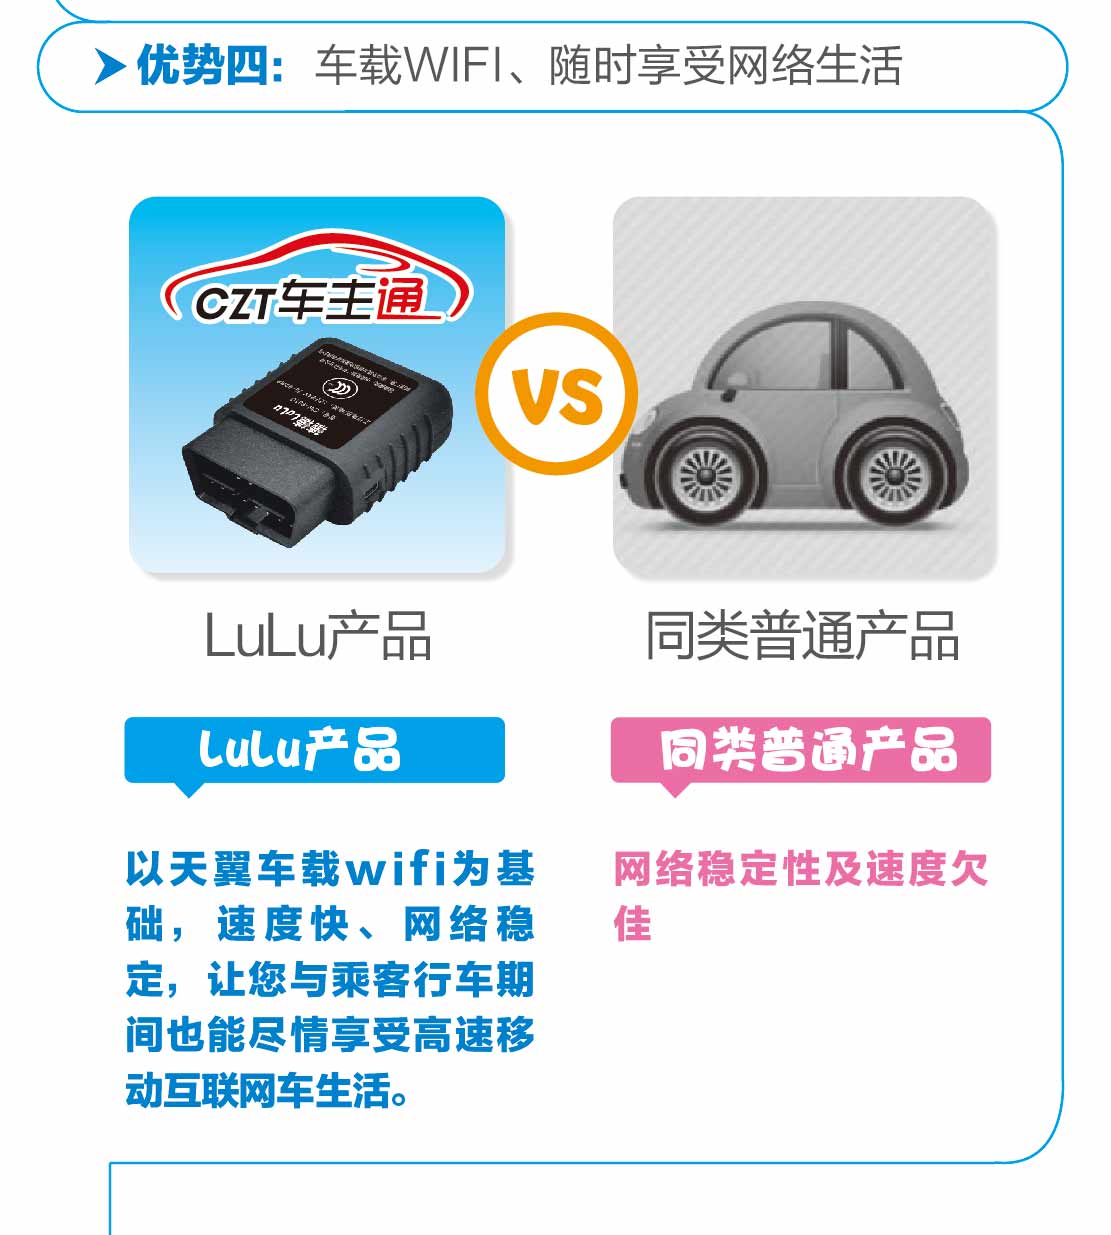 优势四：车载WIFI、随时享受网络生活
CZT车主通
LuLu
VS
LuLu产品
同类普通产品
LuLu产品
同类普通产品
以天翼车载wifi为基
础，速度快、网络稳
定，让您与乘客行车期
间也能尽情享受高速移
动互联网车生活。
网络稳定性及速度欠
佳